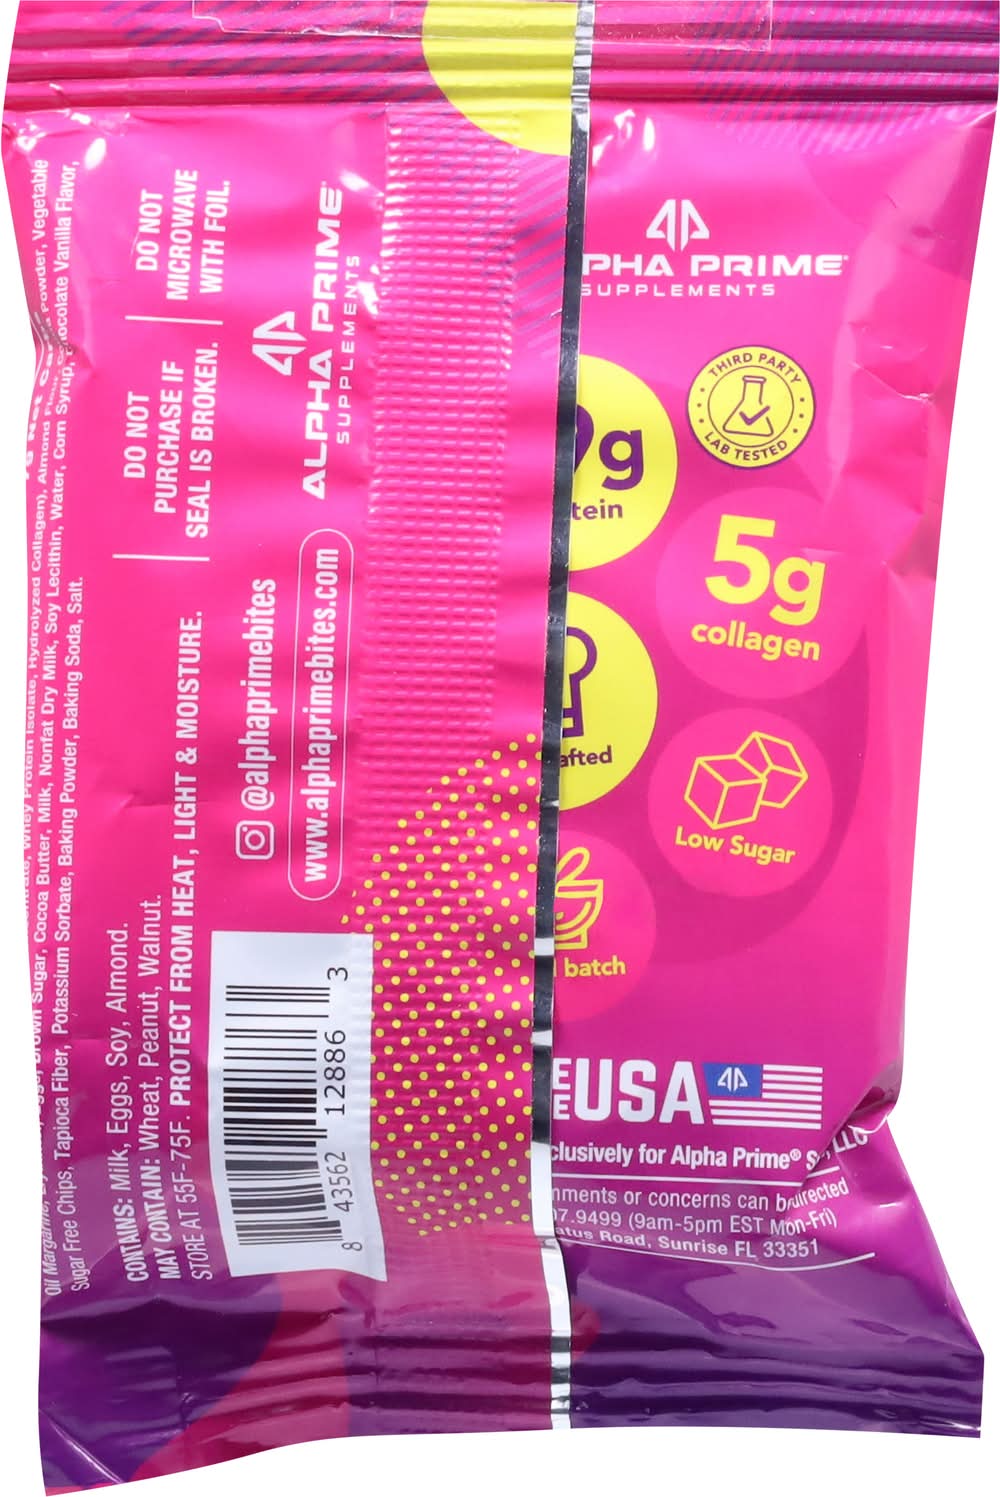 Whey Protein Isolate, Hydrolyzed Collagen), Almond Flour, Powder, Vegetable
Oil Margarine, Brown Sugar, Cocoa Butter, Milk, Nonfat Dry Milk, Soy Lecithin, Water, Corn Syrup, Chocolate Vanilla Flavor,
Sugar Free Chips, Tapioca Fiber, Potassium Sorbate, Baking Powder, Baking Soda, Salt.
CONTAINS: Milk, Eggs, Soy, Almond.
MAY CONTAIN: Wheat, Peanut, Walnut.
STORE AT 55F-75F. PROTECT FROM HEAT, LIGHT & MOISTURE.
DO NOT
PURCHASE IF
SEAL IS BROKEN.
DO NOT
MICROWAVE
WITH FOIL.
@alphaprimebites
www.alphaprimebites.com
ALPHA PRIME
SUPPLEMENTS
8 43562 12886 3
PHA PRIME
SUPPLEMENTS
THIRD PARTY
LAB TESTED
9g
tein
5g
collagen
afted
Low Sugar
batch
USA
clusively for Alpha Prime® LLC
mments or concerns can b directed
07.9499 (9am-5pm EST Mon-Fri)
atus Road, Sunrise FL 33351